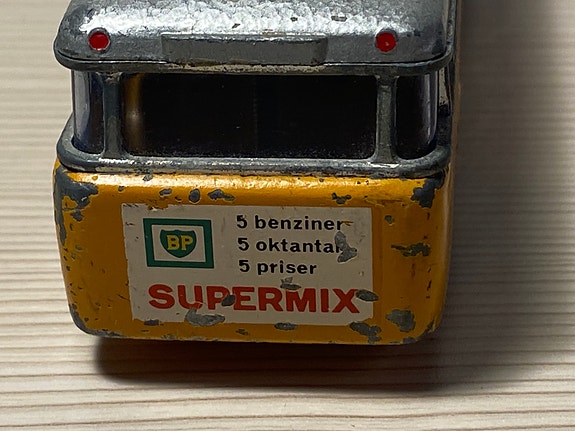 BP
5 benziner
5 oktantal
5 priser
SUPERMIX